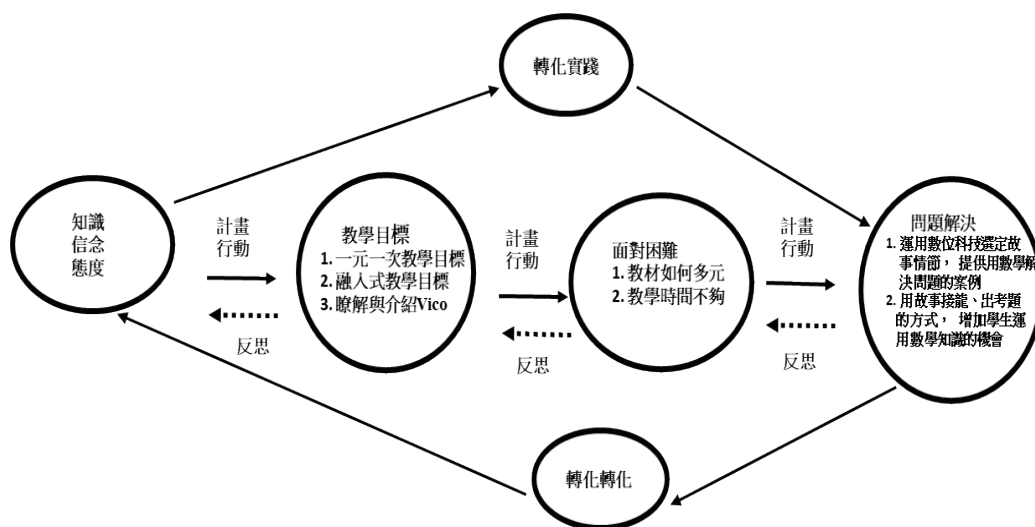 轉化實踐
知識
信念
態度
計畫
行動
反思
教學目標
1. 一元一次教學目標
2. 融入式教學目標
3. 瞭解與介紹Vico
計畫
行動
反思
面對困難
1. 教材如何多元
2. 教學時間不夠
計畫
行動
反思
問題解決
1. 運用數位科技選定故
事情節， 提供用數學解
決問題的案例
2. 用故事接龍、出考題
的方式， 增加學生運
用數學知識的機會
轉化轉化